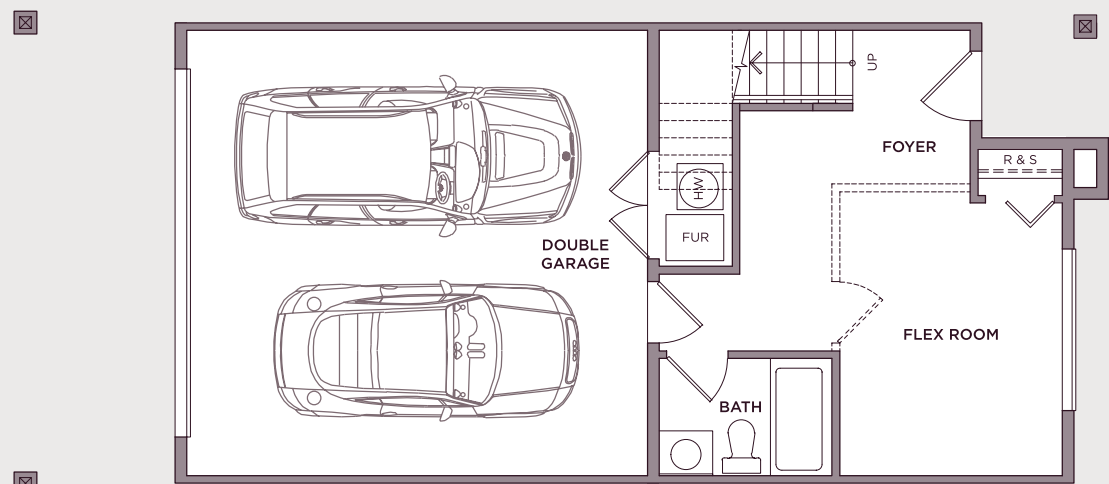 UP
FOYER
R & S
HW
FUR
DOUBLE
GARAGE
FLEX ROOM
BATH